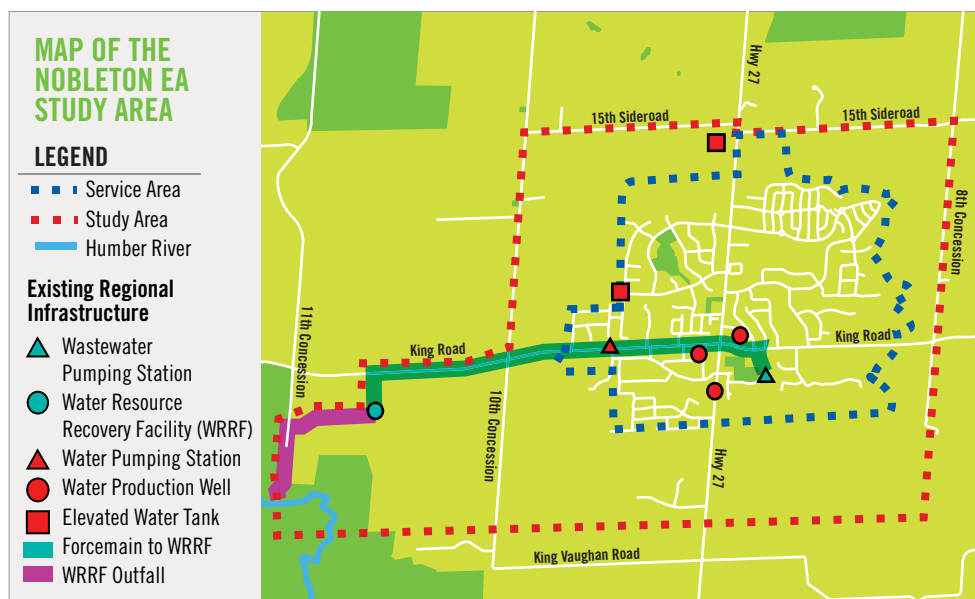 MAP OF THE
NOBLETON EA
STUDY AREA
LEGEND
Service Area
Study Area
Humber River
Existing Regional
Infrastructure
Wastewater
Pumping Station
Water Resource
Recovery Facility (WRRF)
Water Pumping Station
Water Production Well
Elevated Water Tank
Forcemain to WRRF
WRRF Outfall
Hwy 27
15th Sideroad
15th Sideroad
8th Concession
11th Concession
King Road
King Road
10th Concession
Hwy 27
King Vaughan Road